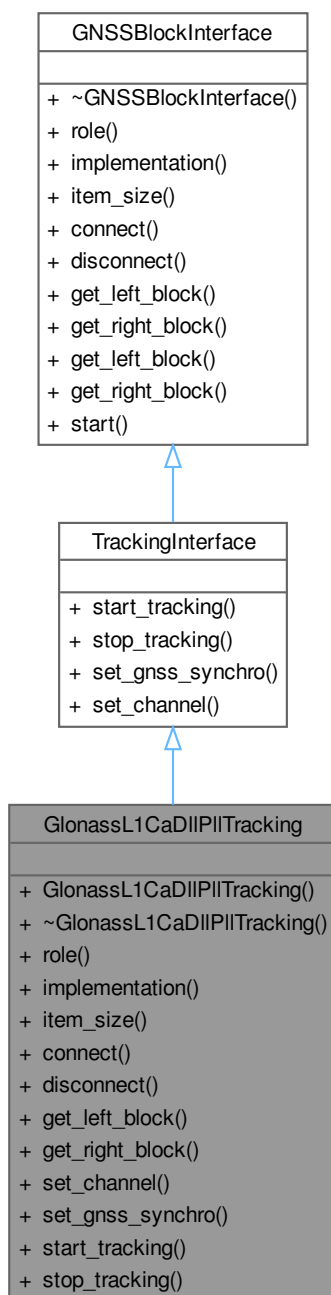 GNSSBlockInterface
+ ~GNSSBlockInterface()
+ role()
+ implementation()
+ item_size()
+ connect()
+ disconnect()
+ get_left_block()
+ get_right_block()
+ get_left_block()
+ get_right_block()
+ start()
TrackingInterface
+ start_tracking()
+ stop_tracking()
+ set_gnss_synchro()
+ set_channel()
GlonassL1CaDllPllTracking
+ GlonassL1CaDllPllTracking()
+ ~GlonassL1CaDllPllTracking()
+ role()
+ implementation()
+ item_size()
+ connect()
+ disconnect()
+ get_left_block()
+ get_right_block()
+ set_channel()
+ set_gnss_synchro()
+ start_tracking()
+ stop_tracking()